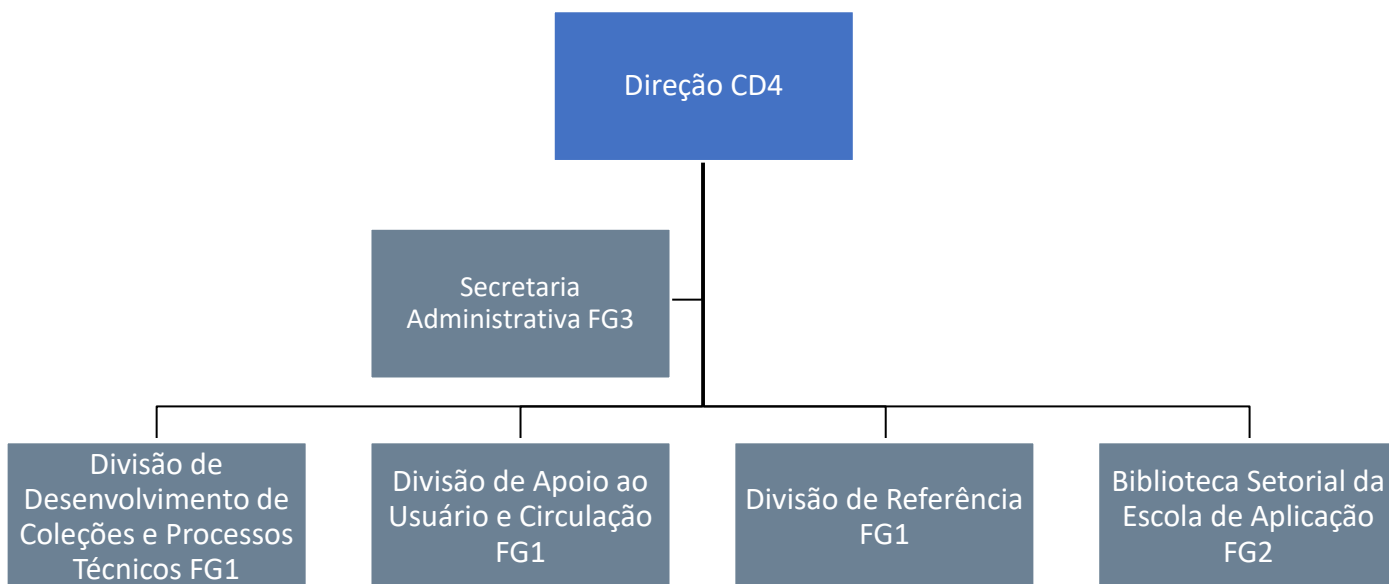 Direção CD4
Secretaria
Administrativa FG3
Divisão de
Desenvolvimento de
Coleções e Processos
Técnicos FG1
Divisão de Apoio ao
Usuário e Circulação
FG1
Divisão de Referência
FG1
Biblioteca Setorial da
Escola de Aplicação
FG2